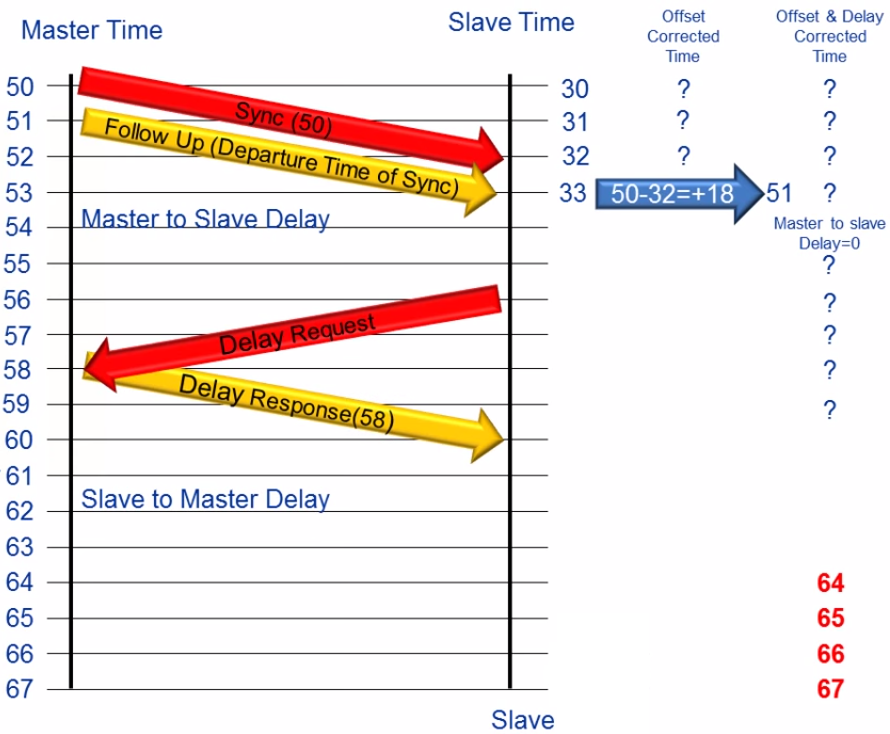 Master Time
Slave Time
Offset
Corrected
Time
Offset & Delay
Corrected
Time
50
30
?
?
Sync (50)
51
31
?
?
Follow Up (Departure Time of Sync)
52
32
?
?
53
33
50-32=+18
51
?
54
Master to Slave Delay
Master to slave
Delay=0
55
?
56
?
57
Delay Request
?
58
?
Delay Response(58)
59
?
60
61
Slave to Master Delay
62
63
64
64
65
65
66
66
67
67
Slave